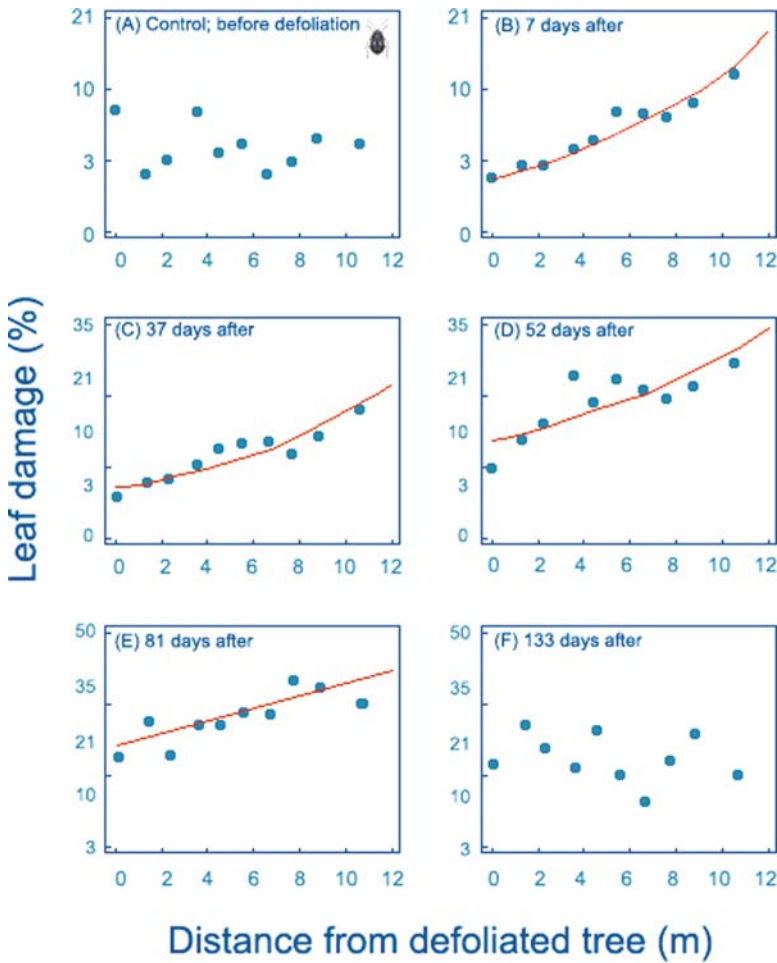 (A) Control; before defoliation
21
10
3
0
0 2 4 6 8 10 12
(B) 7 days after
21
10
3
0
0 2 4 6 8 10 12
(C) 37 days after
35
21
10
3
0
0 2 4 6 8 10 12
(D) 52 days after
35
21
10
3
0
0 2 4 6 8 10 12
(E) 81 days after
50
35
21
10
3
0 2 4 6 8 10 12
(F) 133 days after
50
35
21
10
3
0 2 4 6 8 10 12
Leaf damage (%)
Distance from defoliated tree (m)